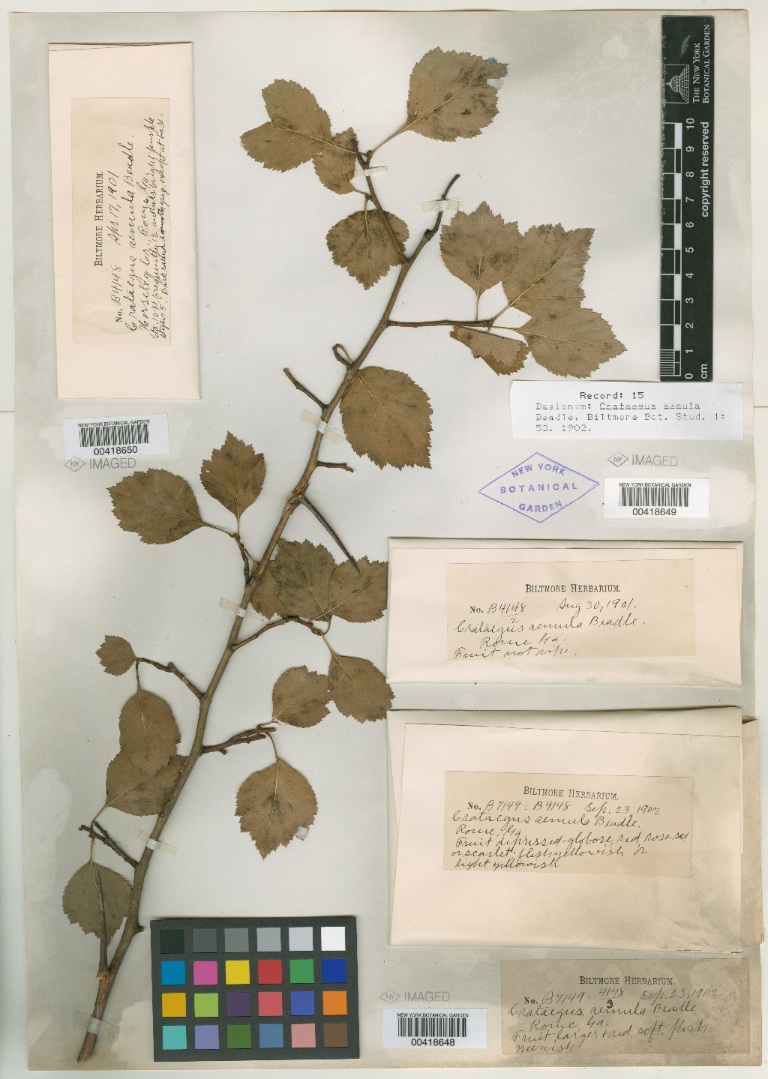 BILTMORE HERBARIUM.
No. B4148 Apr. 17, 1901
Crataegus aemula Beadle.
Rome, Ga.
NEW YORK BOTANICAL GARDEN
00418650
IMAGED
THE NEW YORK
BOTANICAL GARDEN
copyright reserved
10
9
8
7
6
5
4
3
2
1
0
cm
Record: 15
Basionym: Crataegus aemula
Beadle, Biltmore Bot. Stud. 1:
58. 1902.
NEW YORK
BOTANICAL
GARDEN
IMAGED
NEW YORK BOTANICAL GARDEN
00418649
BILTMORE HERBARIUM.
No. B4148 Aug 30, 1901.
Crataegus aemula Beadle.
Rome Ga.
Fruit not ripe.
BILTMORE HERBARIUM.
No. B7149 - B4148 Sep. 23, 1902
Crataegus aemula Beadle.
Rome, Ga.
Fruit depressed-globose, red, rose red
or scarlet; flesh yellowish or
light yellowish
BILTMORE HERBARIUM.
No. B7149 - 4148 Sep. 23, 1902
3
Crataegus aemula Beadle
Rome Ga.
Fruit larger + red, soft, flesh
IMAGED
NEW YORK BOTANICAL GARDEN
00418648